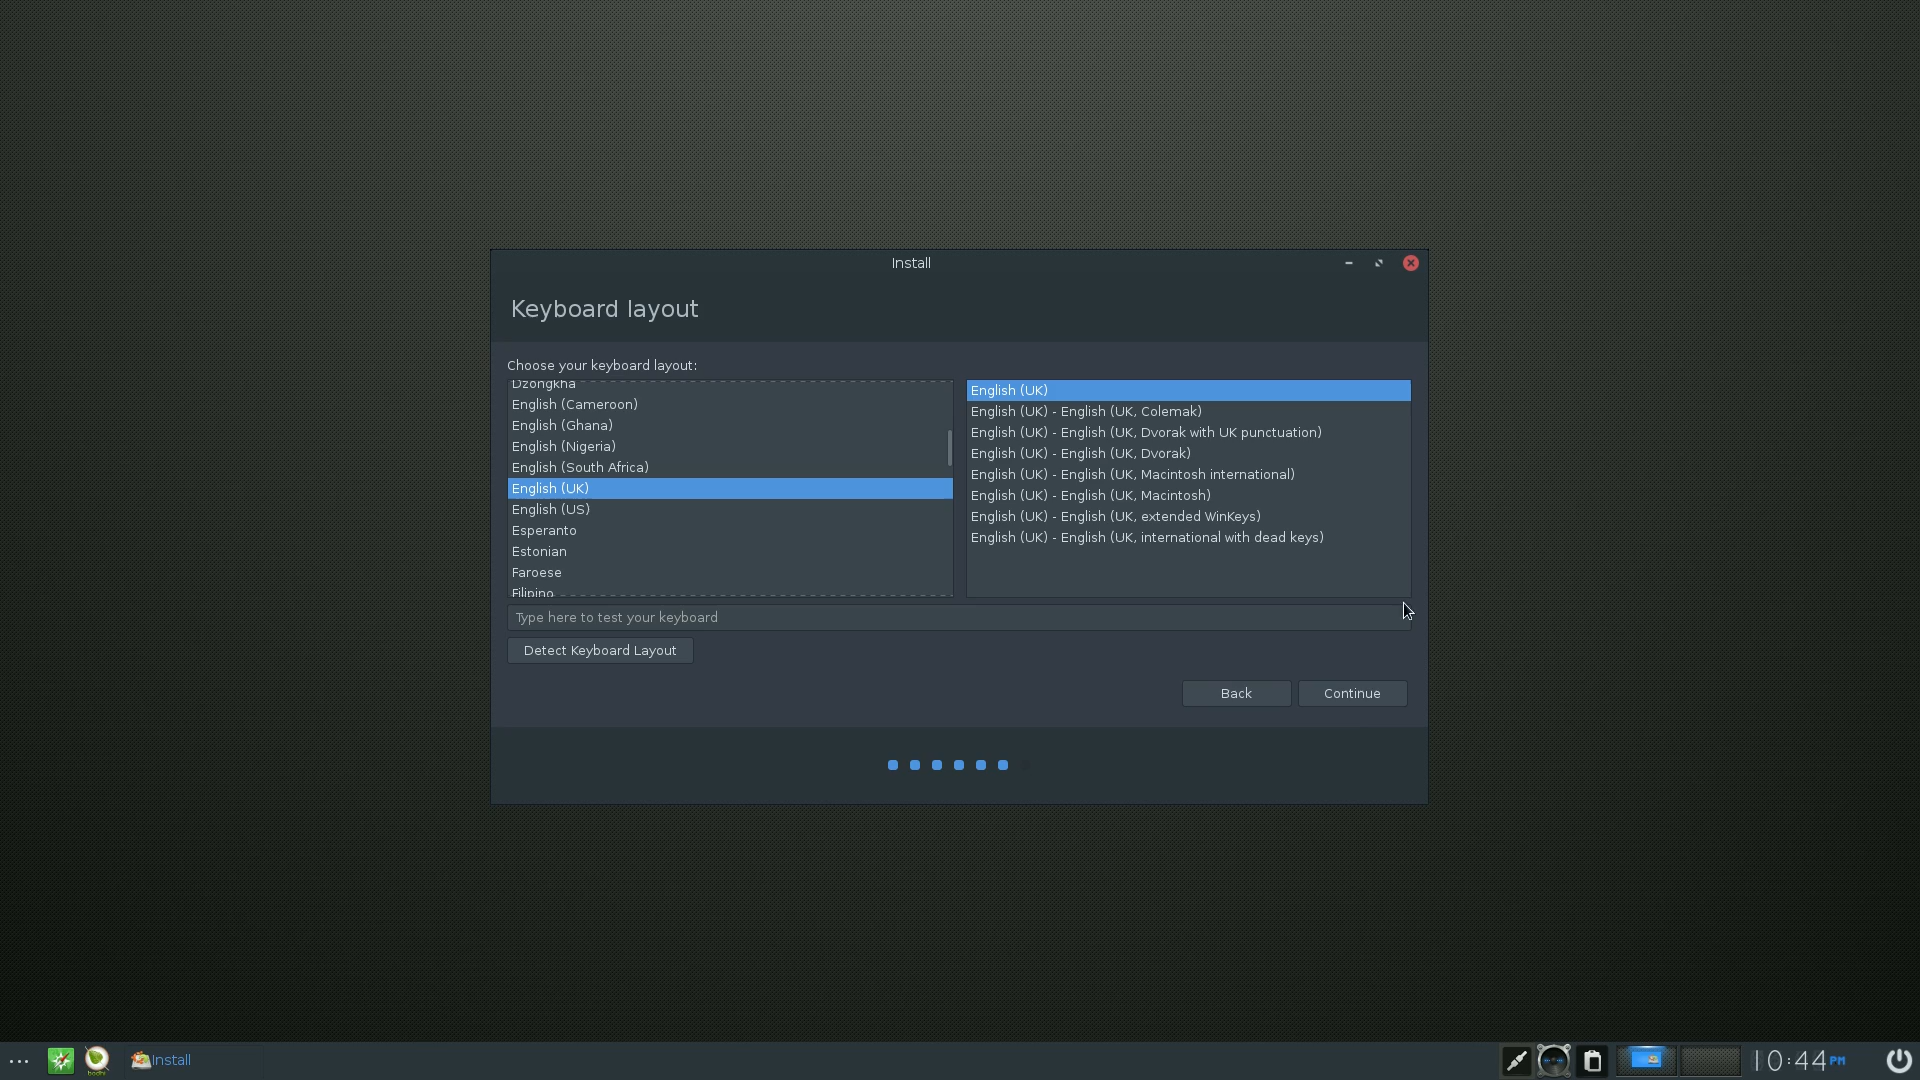 Install
Keyboard layout
Choose your keyboard layout:
Dzongkha
English (Cameroon)
English (Ghana)
English (Nigeria)
English (South Africa)
English (UK)
English (US)
Esperanto
Estonian
Faroese
Filipino
English (UK)
English (UK) - English (UK, Colemak)
English (UK) - English (UK, Dvorak with UK punctuation)
English (UK) - English (UK, Dvorak)
English (UK) - English (UK, Macintosh international)
English (UK) - English (UK, Macintosh)
English (UK) - English (UK, extended WinKeys)
English (UK) - English (UK, international with dead keys)
Type here to test your keyboard
Detect Keyboard Layout
Back
Continue
bodhi
Install
10:44 PM